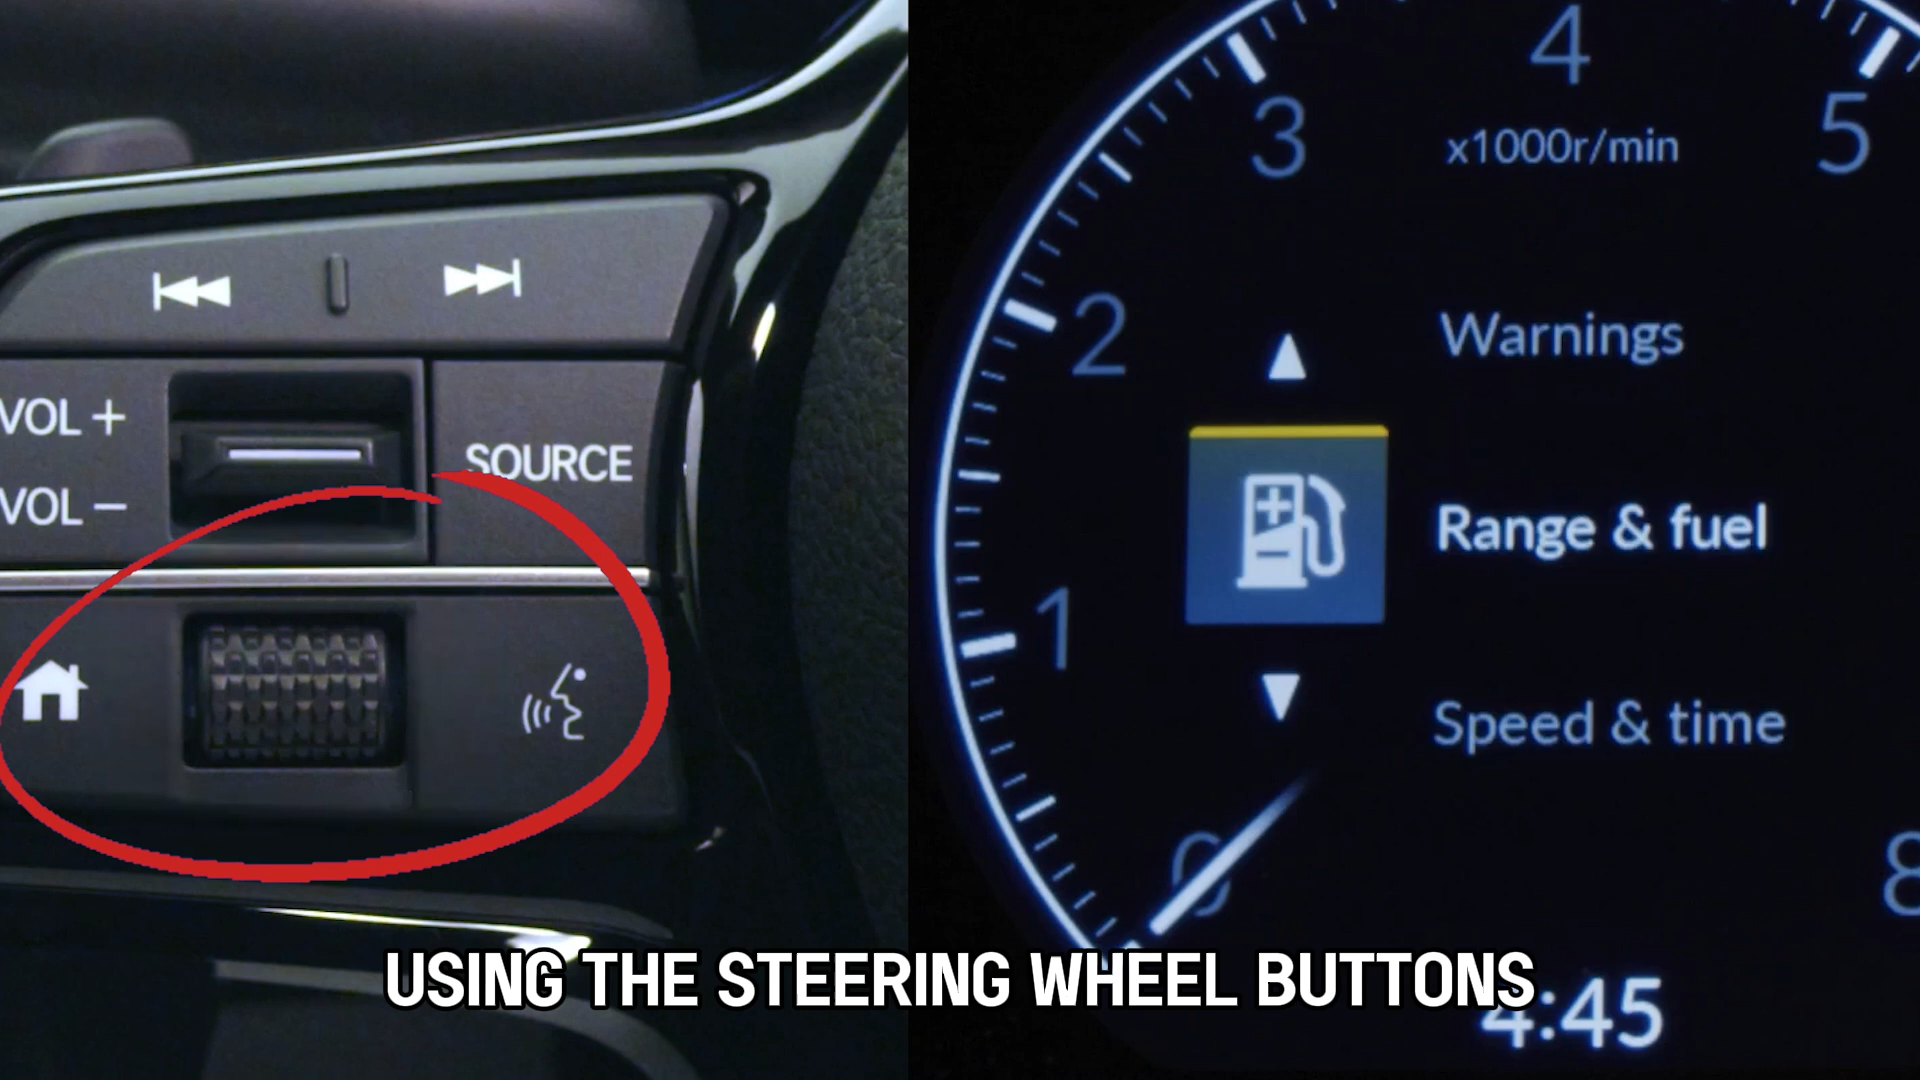 VOL +
VOL −
SOURCE
3
4
5
x1000r/min
2
Warnings
Range & fuel
1
Speed & time
0
8
USING THE STEERING WHEEL BUTTONS
4:45